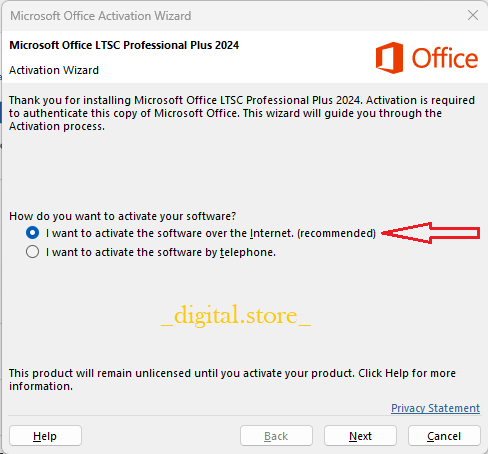 Microsoft Office Activation Wizard
Microsoft Office LTSC Professional Plus 2024
Office
Activation Wizard
Thank you for installing Microsoft Office LTSC Professional Plus 2024. Activation is required
to authenticate this copy of Microsoft Office. This wizard will guide you through the
Activation process.
How do you want to activate your software?
I want to activate the software over the Internet. (recommended)
I want to activate the software by telephone.
_digital.store_
This product will remain unlicensed until you activate your product. Click Help for more
information.
Privacy Statement
Help
Back
Next
Cancel